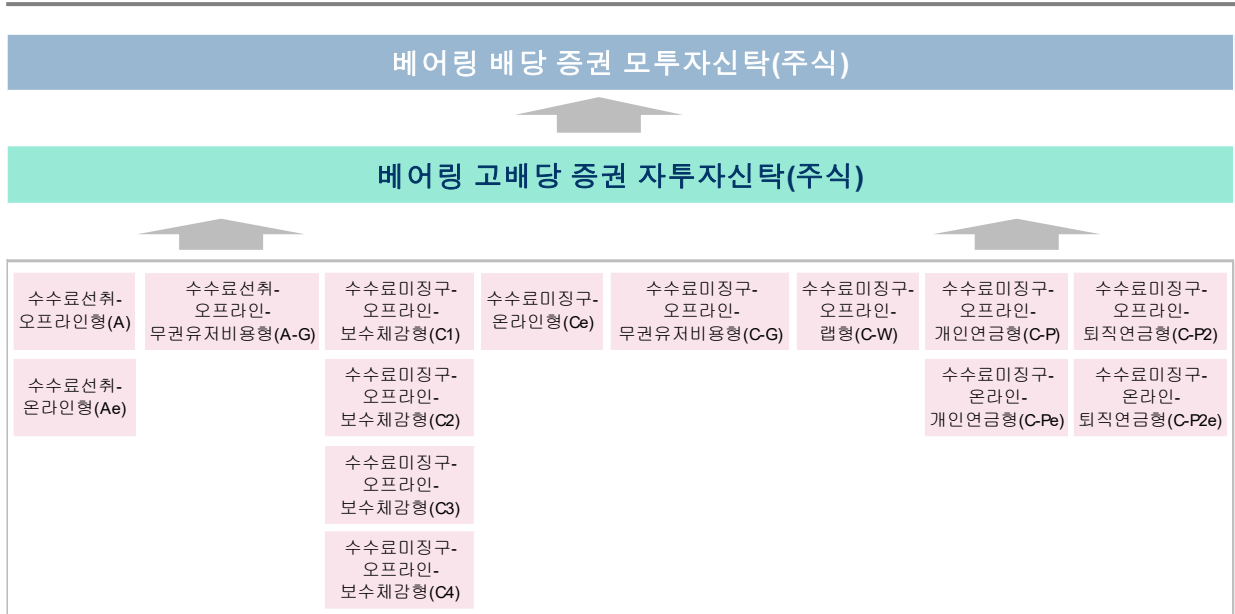 베어링 배당 증권 모투자신탁(주식)
베어링 고배당 증권 자투자신탁(주식)
수수료선취-
오프라인형(A)
수수료선취-
오프라인-
무권유저비용형(A-G)
수수료미징구-
오프라인-
보수체감형(C1)
수수료미징구-
온라인형(Ce)
수수료미징구-
오프라인-
무권유저비용형(C-G)
수수료미징구-
오프라인-
랩형(C-W)
수수료미징구-
오프라인-
개인연금형(C-P)
수수료미징구-
오프라인-
퇴직연금형(C-P2)
수수료선취-
온라인형(Ae)
수수료미징구-
오프라인-
보수체감형(C2)
수수료미징구-
온라인-
개인연금형(C-Pe)
수수료미징구-
온라인-
퇴직연금형(C-P2e)
수수료미징구-
오프라인-
보수체감형(C3)
수수료미징구-
오프라인-
보수체감형(C4)